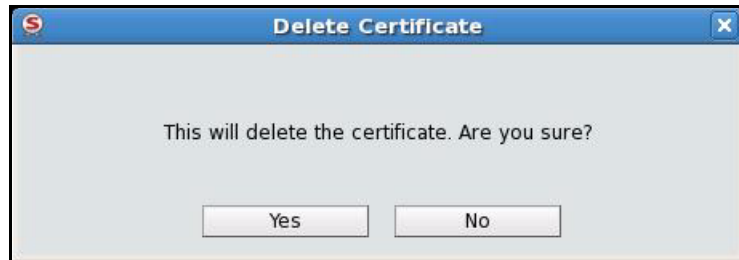 Delete Certificate
This will delete the certificate. Are you sure?
Yes
No